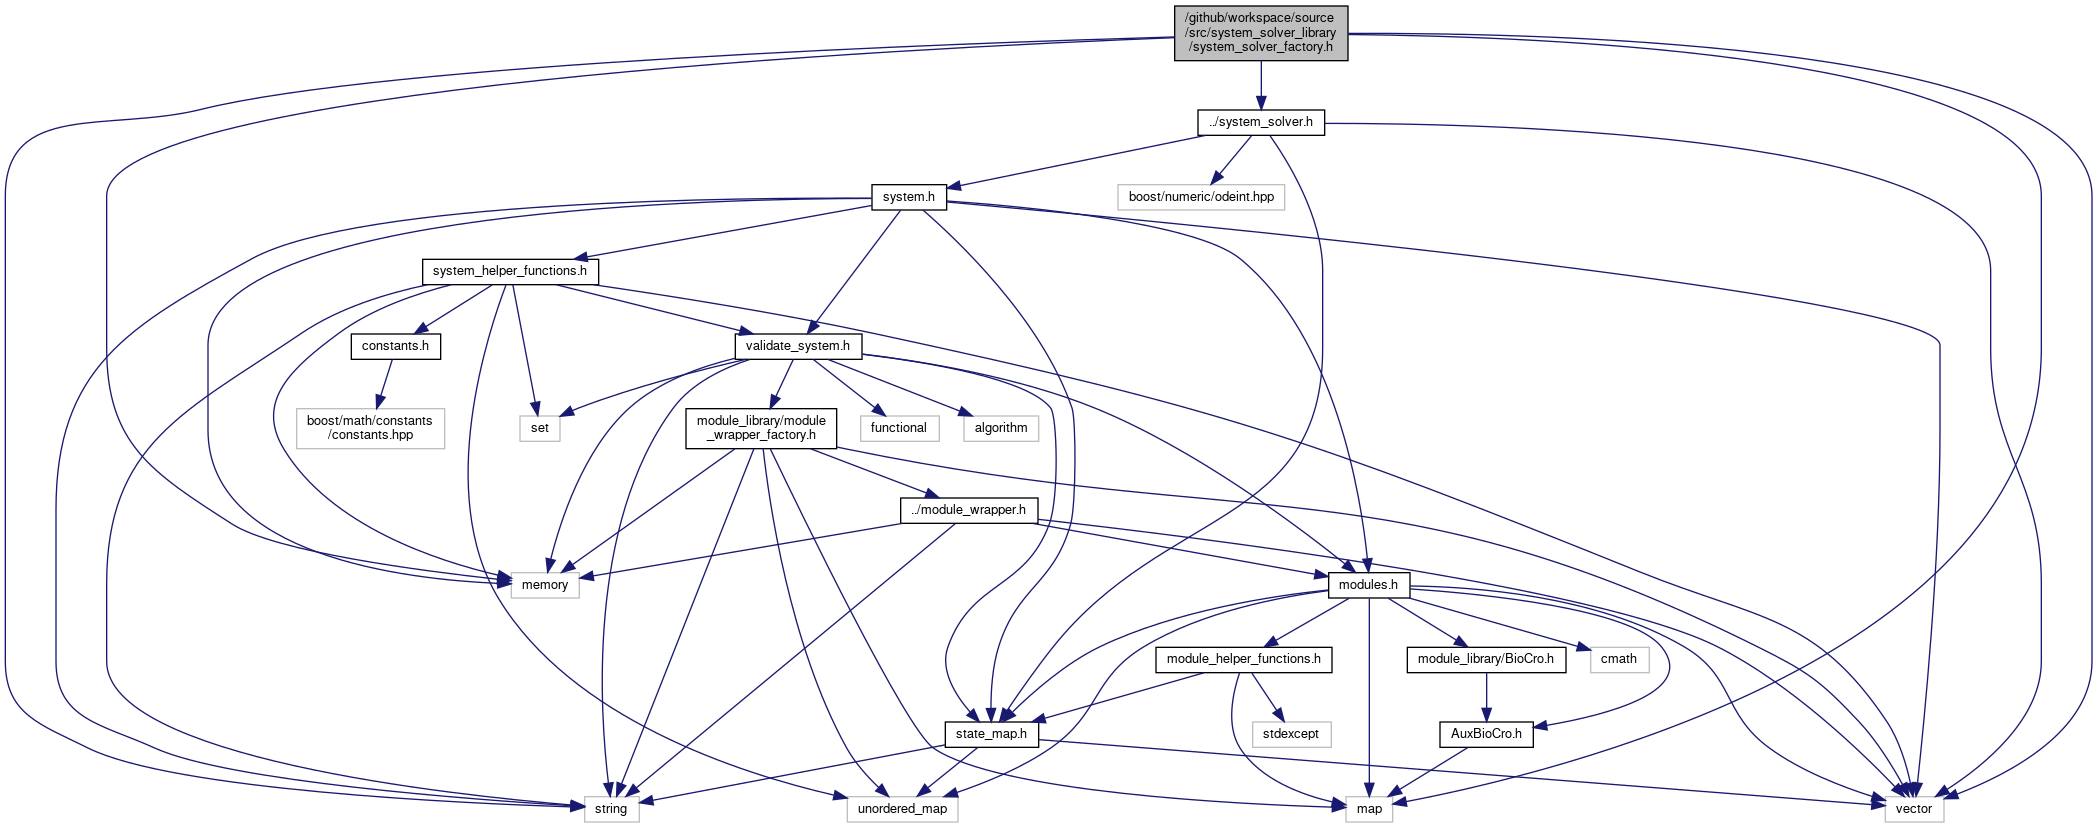 /github/workspace/source
/src/system_solver_library
/system_solver_factory.h
../system_solver.h
system.h
boost/numeric/odeint.hpp
system_helper_functions.h
constants.h
validate_system.h
boost/math/constants
/constants.hpp
set
module_library/module
_wrapper_factory.h
functional
algorithm
../module_wrapper.h
memory
modules.h
module_helper_functions.h
module_library/BioCro.h
cmath
state_map.h
stdexcept
AuxBioCro.h
string
unordered_map
map
vector